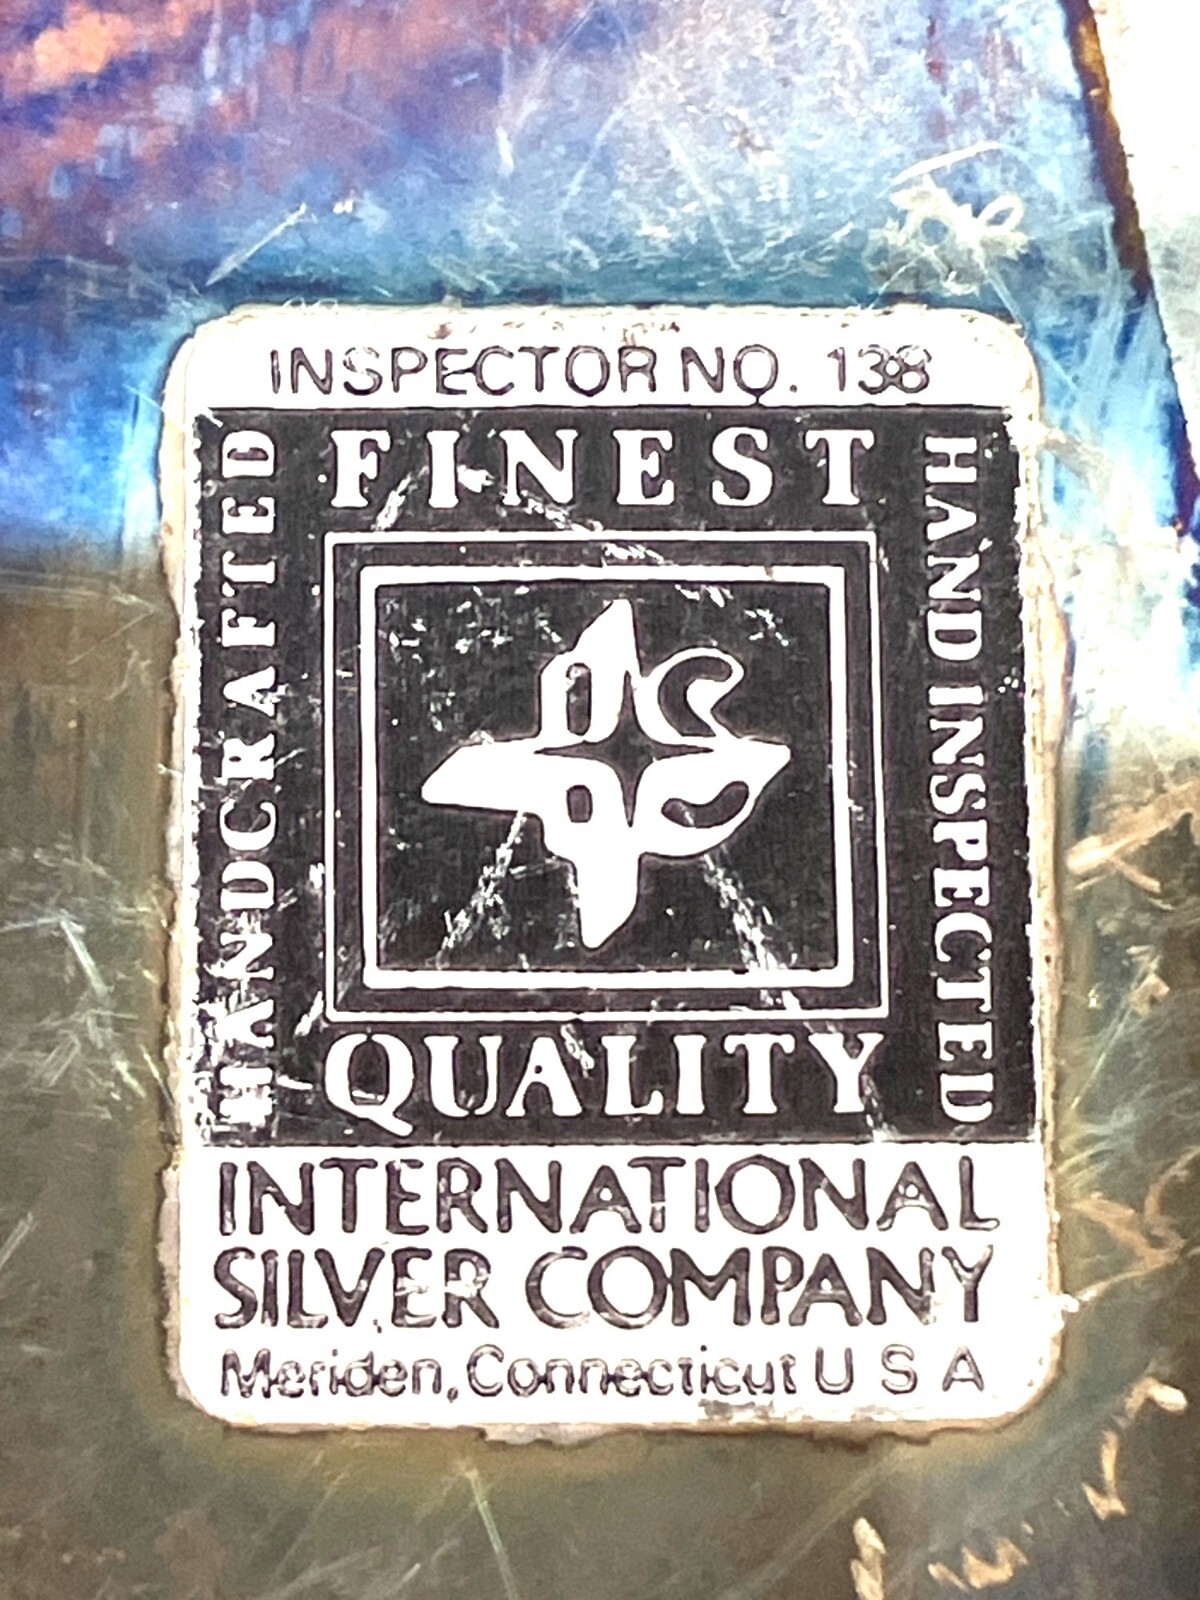 INSPECTOR NO. 138
FINEST
HANDCRAFTED
HAND INSPECTED
QUALITY
INTERNATIONAL
SILVER COMPANY
Meriden, Connecticut U S A